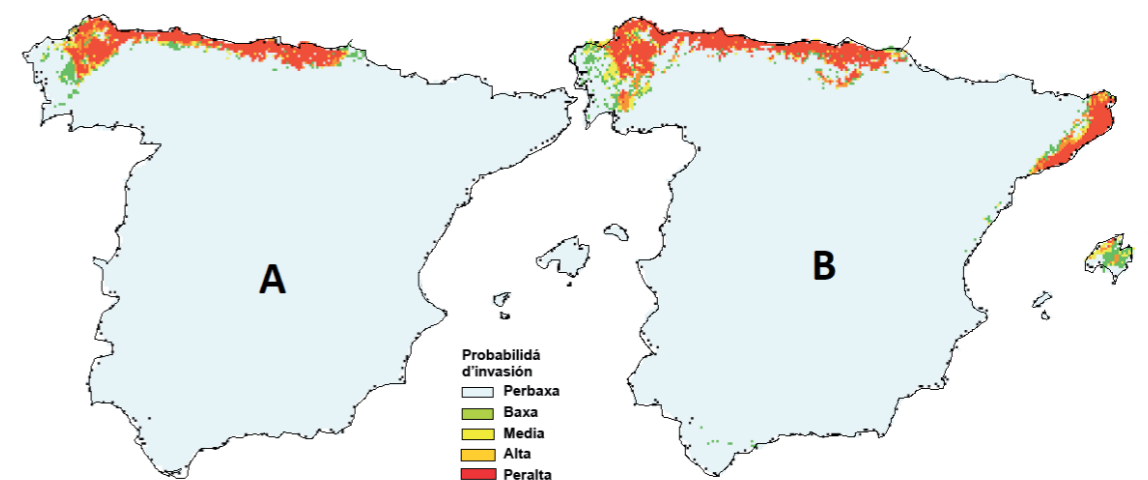 A
B
Probabilidá
d'invasión
Perbaxa
Baxa
Media
Alta
Peralta